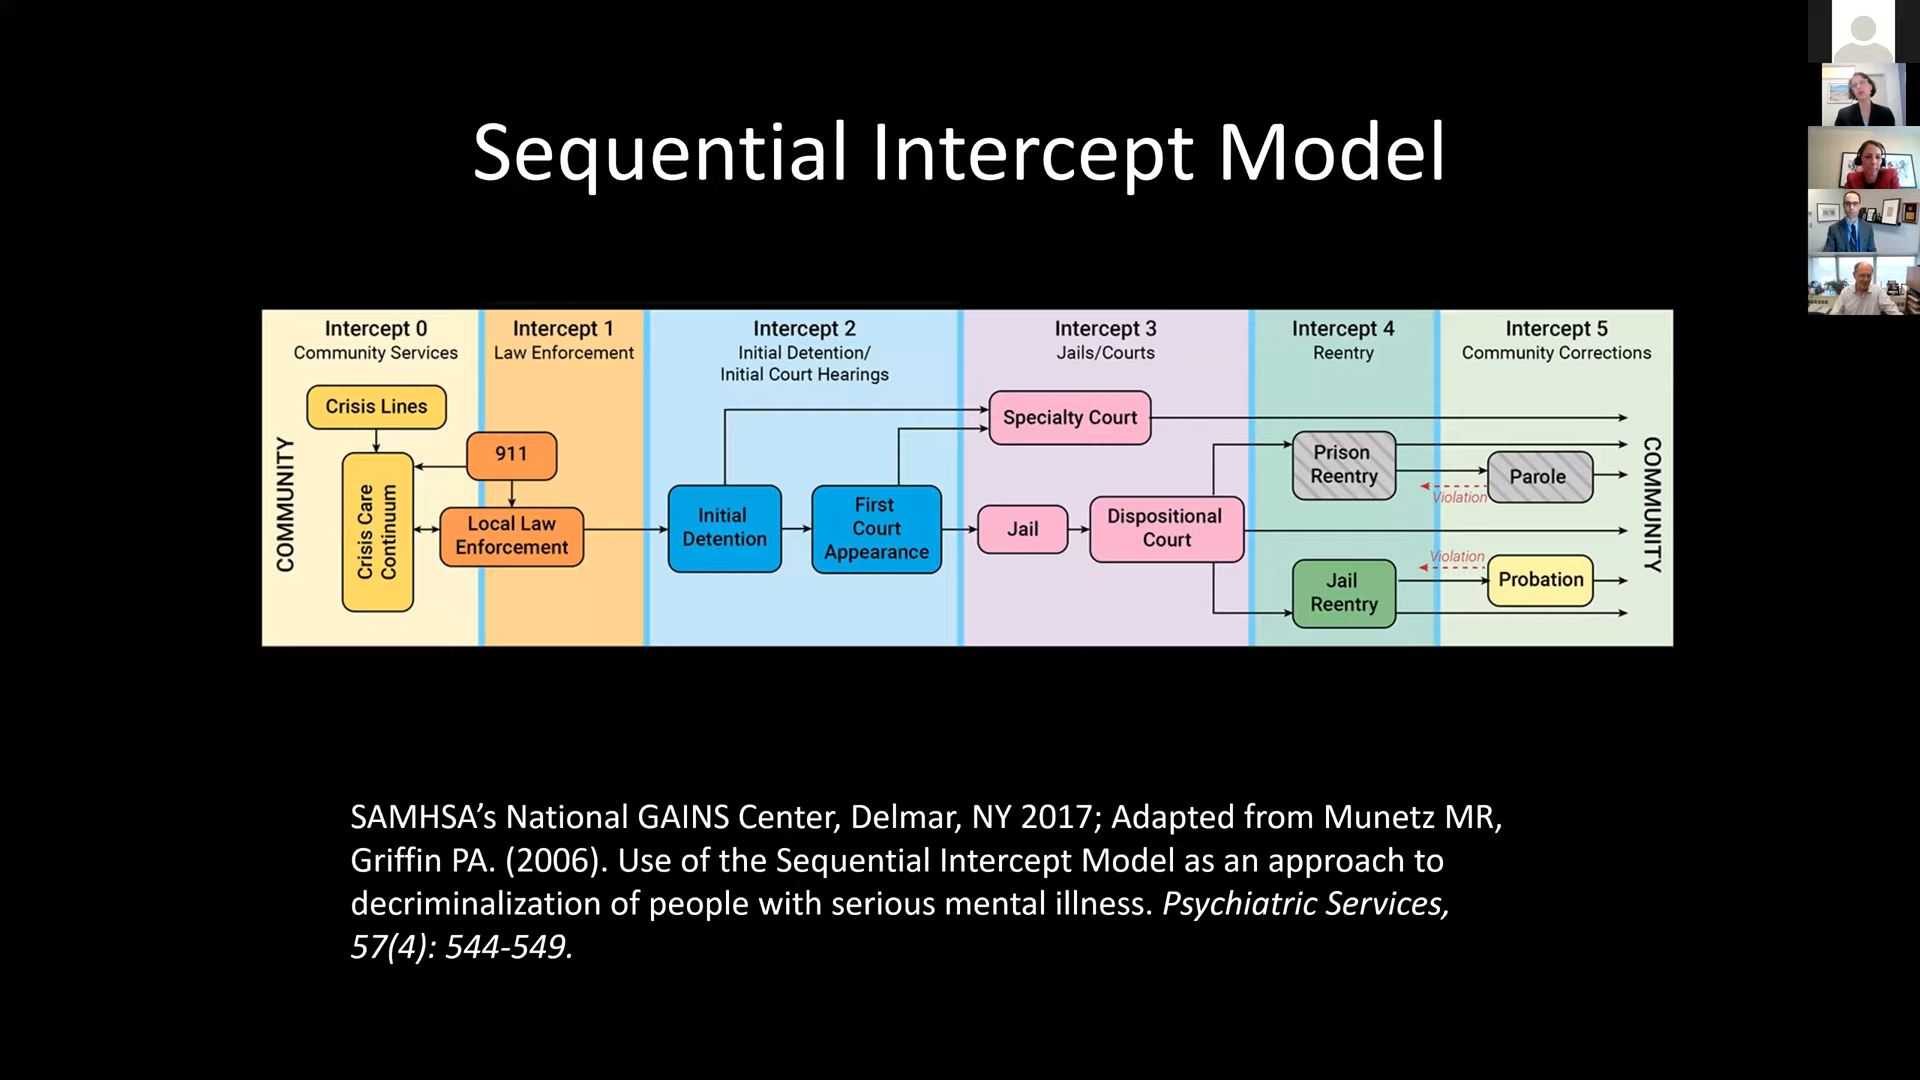 Sequential Intercept Model
Intercept 0
Community Services
Intercept 1
Law Enforcement
Intercept 2
Initial Detention/
Initial Court Hearings
Intercept 3
Jails/Courts
Intercept 4
Reentry
Intercept 5
Community Corrections
COMMUNITY
Crisis Lines
Crisis Care
Continuum
911
Local Law
Enforcement
Initial
Detention
First
Court
Appearance
Specialty Court
Jail
Dispositional
Court
Prison
Reentry
Parole
Violation
Violation
Jail
Reentry
Probation
COMMUNITY
SAMHSA’s National GAINS Center, Delmar, NY 2017; Adapted from Munetz MR,
Griffin PA. (2006). Use of the Sequential Intercept Model as an approach to
decriminalization of people with serious mental illness. Psychiatric Services,
57(4): 544-549.